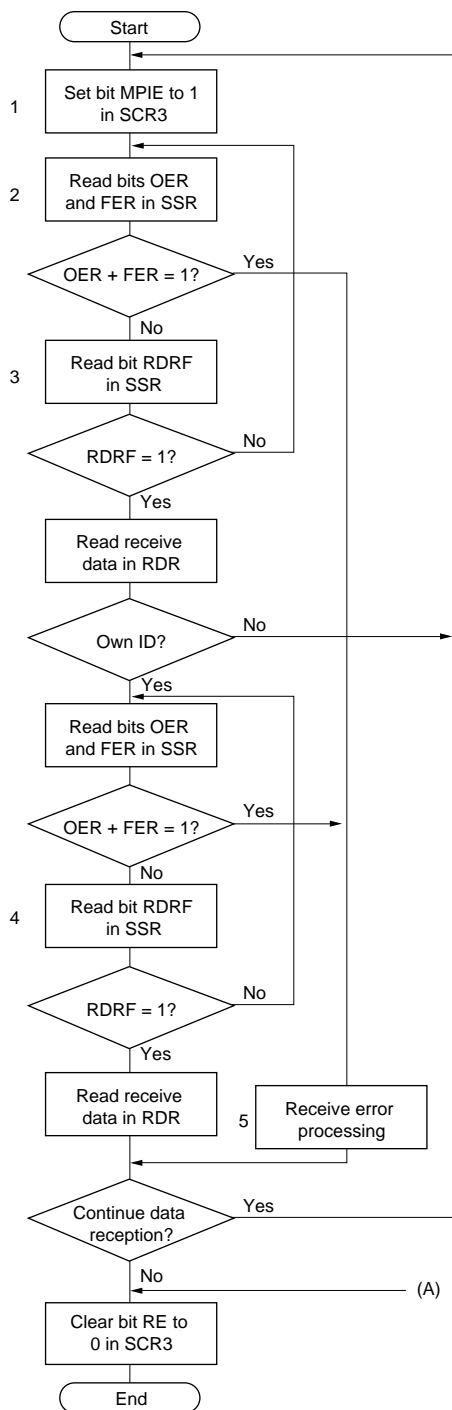 Start
1
Set bit MPIE to 1
in SCR3
2
Read bits OER
and FER in SSR
OER + FER = 1?
Yes
No
3
Read bit RDRF
in SSR
RDRF = 1?
No
Yes
Read receive
data in RDR
Own ID?
No
Yes
Read bits OER
and FER in SSR
OER + FER = 1?
Yes
No
4
Read bit RDRF
in SSR
RDRF = 1?
No
Yes
Read receive
data in RDR
5
Receive error
processing
Continue data
reception?
Yes
No
(A)
Clear bit RE to
0 in SCR3
End